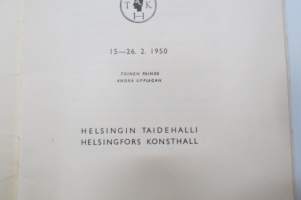 T K
H
15—26. 2. 1950
TOINEN PAINOS
ANDRA UPPLAGAN
HELSINGIN TAIDEHALLI
HELSINGFORS KONSTHALL